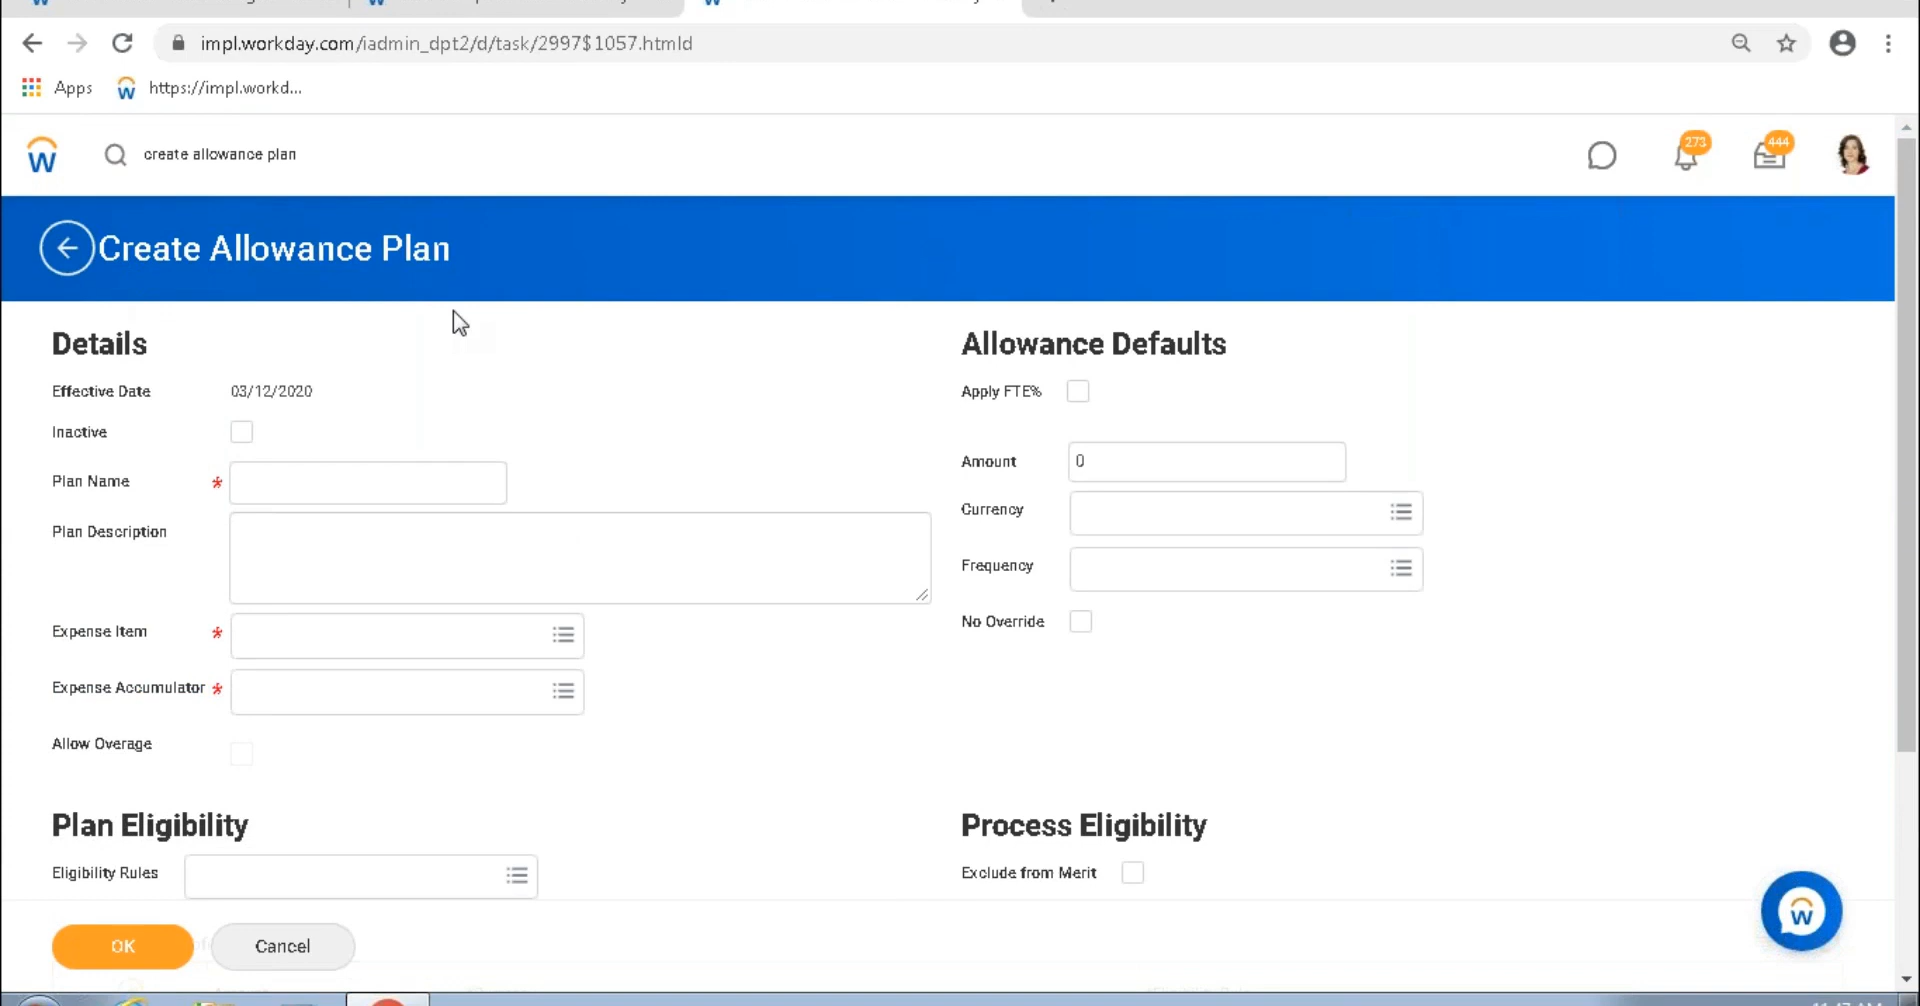 impl.workday.com/iadmin_dpt2/d/task/2997$1057.htmld
Apps
https://impl.workd...
create allowance plan
273
444
Create Allowance Plan
Details
Effective Date 03/12/2020
Inactive
Plan Name *
Plan Description
Expense Item *
Expense Accumulator *
Allow Overage
Allowance Defaults
Apply FTE%
Amount 0
Currency
Frequency
No Override
Plan Eligibility
Eligibility Rules
Process Eligibility
Exclude from Merit
OK
Cancel